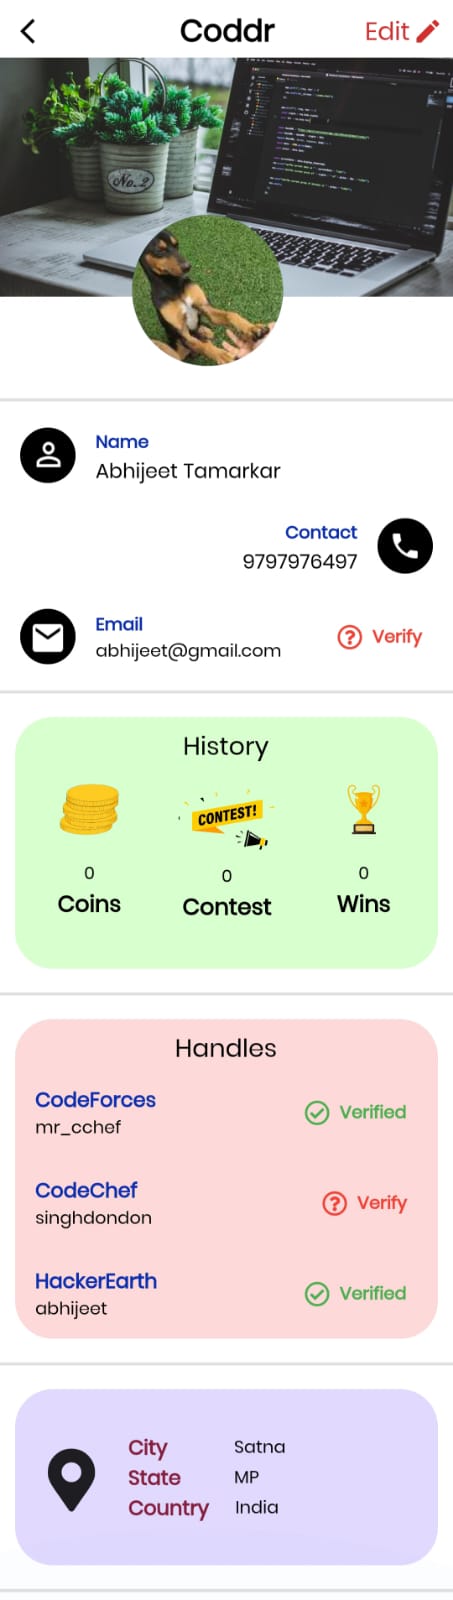 Coddr
Edit
No. 2
Name
Abhijeet Tamarkar
Contact
9797976497
Email
abhijeet@gmail.com
Verify
History
CONTEST!
0
Coins
0
Contest
0
Wins
Handles
CodeForces
mr_cchef
Verified
CodeChef
singhdondon
Verify
HackerEarth
abhijeet
Verified
City Satna
State MP
Country India